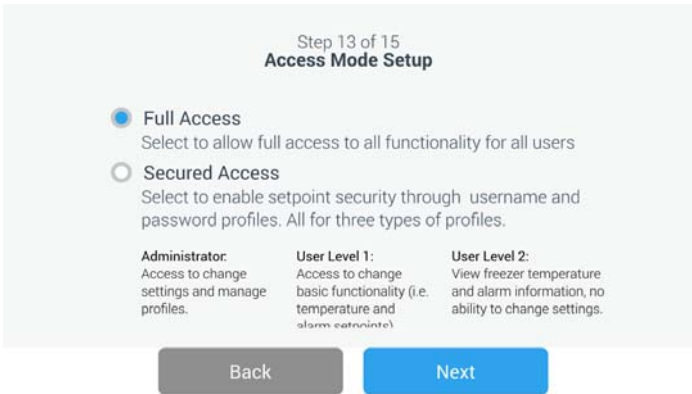 Step 13 of 15
Access Mode Setup
Full Access
Select to allow full access to all functionality for all users
Secured Access
Select to enable setpoint security through username and
password profiles. All for three types of profiles.
Administrator:
Access to change
settings and manage
profiles.
User Level 1:
Access to change
basic functionality (i.e.
temperature and
alarm setpoints)
User Level 2:
View freezer temperature
and alarm information, no
ability to change settings.
Back
Next